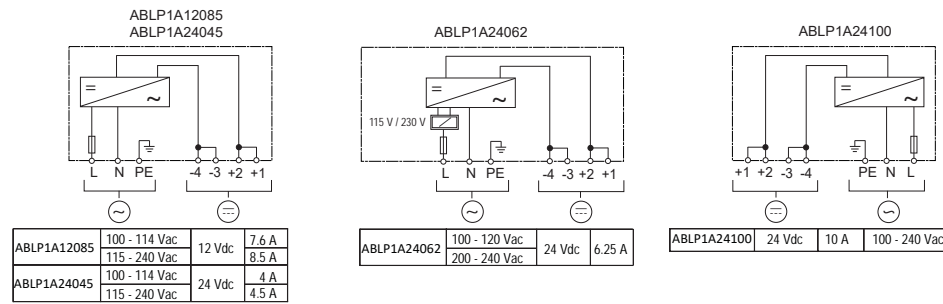 ABLP1A12085
ABLP1A24045
L N PE -4 -3 +2 +1
ABLP1A12085 100 - 114 Vac 12 Vdc 7.6 A
115 - 240 Vac 8.5 A
ABLP1A24045 100 - 114 Vac 24 Vdc 4 A
115 - 240 Vac 4.5 A
ABLP1A24062
115 V / 230 V
L N PE -4 -3 +2 +1
ABLP1A24062 100 - 120 Vac 24 Vdc 6.25 A
200 - 240 Vac
ABLP1A24100
+1 +2 -3 -4 PE N L
ABLP1A24100 24 Vdc 10 A 100 - 240 Vac